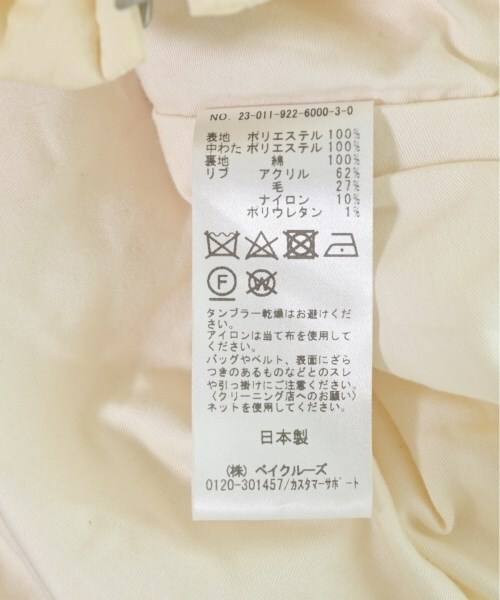 NO. 23-011-922-6000-3-0
表地 ポリエステル 100%
中わた ポリエステル 100%
裏地 綿 100%
リブ アクリル 62%
毛 27%
ナイロン 10%
ポリウレタン 1%
F W
タンブラー乾燥はお避けくだ
さい。
アイロンは当て布を使用して
ください。
バッグやベルト、表面にざら
つきのあるものなどとのスレ
や引っ掛けにご注意ください。
(クリーニング店へのお願い)
ネットを使用してください。
日本製
(株) ベイクルーズ
0120-301457/カスタマーサポート